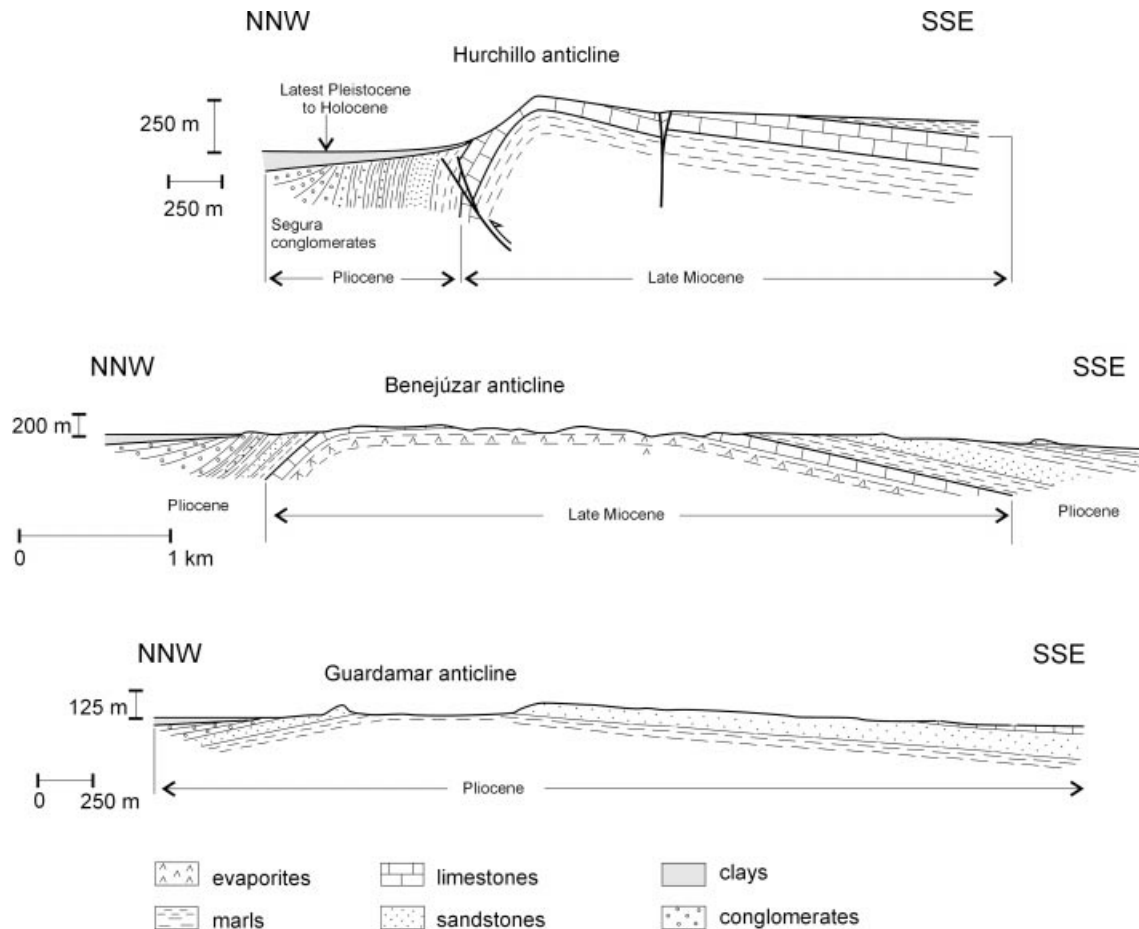 NNW SSE
Hurchillo anticline
Latest Pleistocene
to Holocene
250 m
250 m
Segura
conglomerates
Pliocene Late Miocene
NNW SSE
Benejúzar anticline
200 m
Pliocene Late Miocene Pliocene
0 1 km
NNW SSE
Guardamar anticline
125 m
0 250 m
Pliocene
evaporites limestones clays
marls sandstones conglomerates